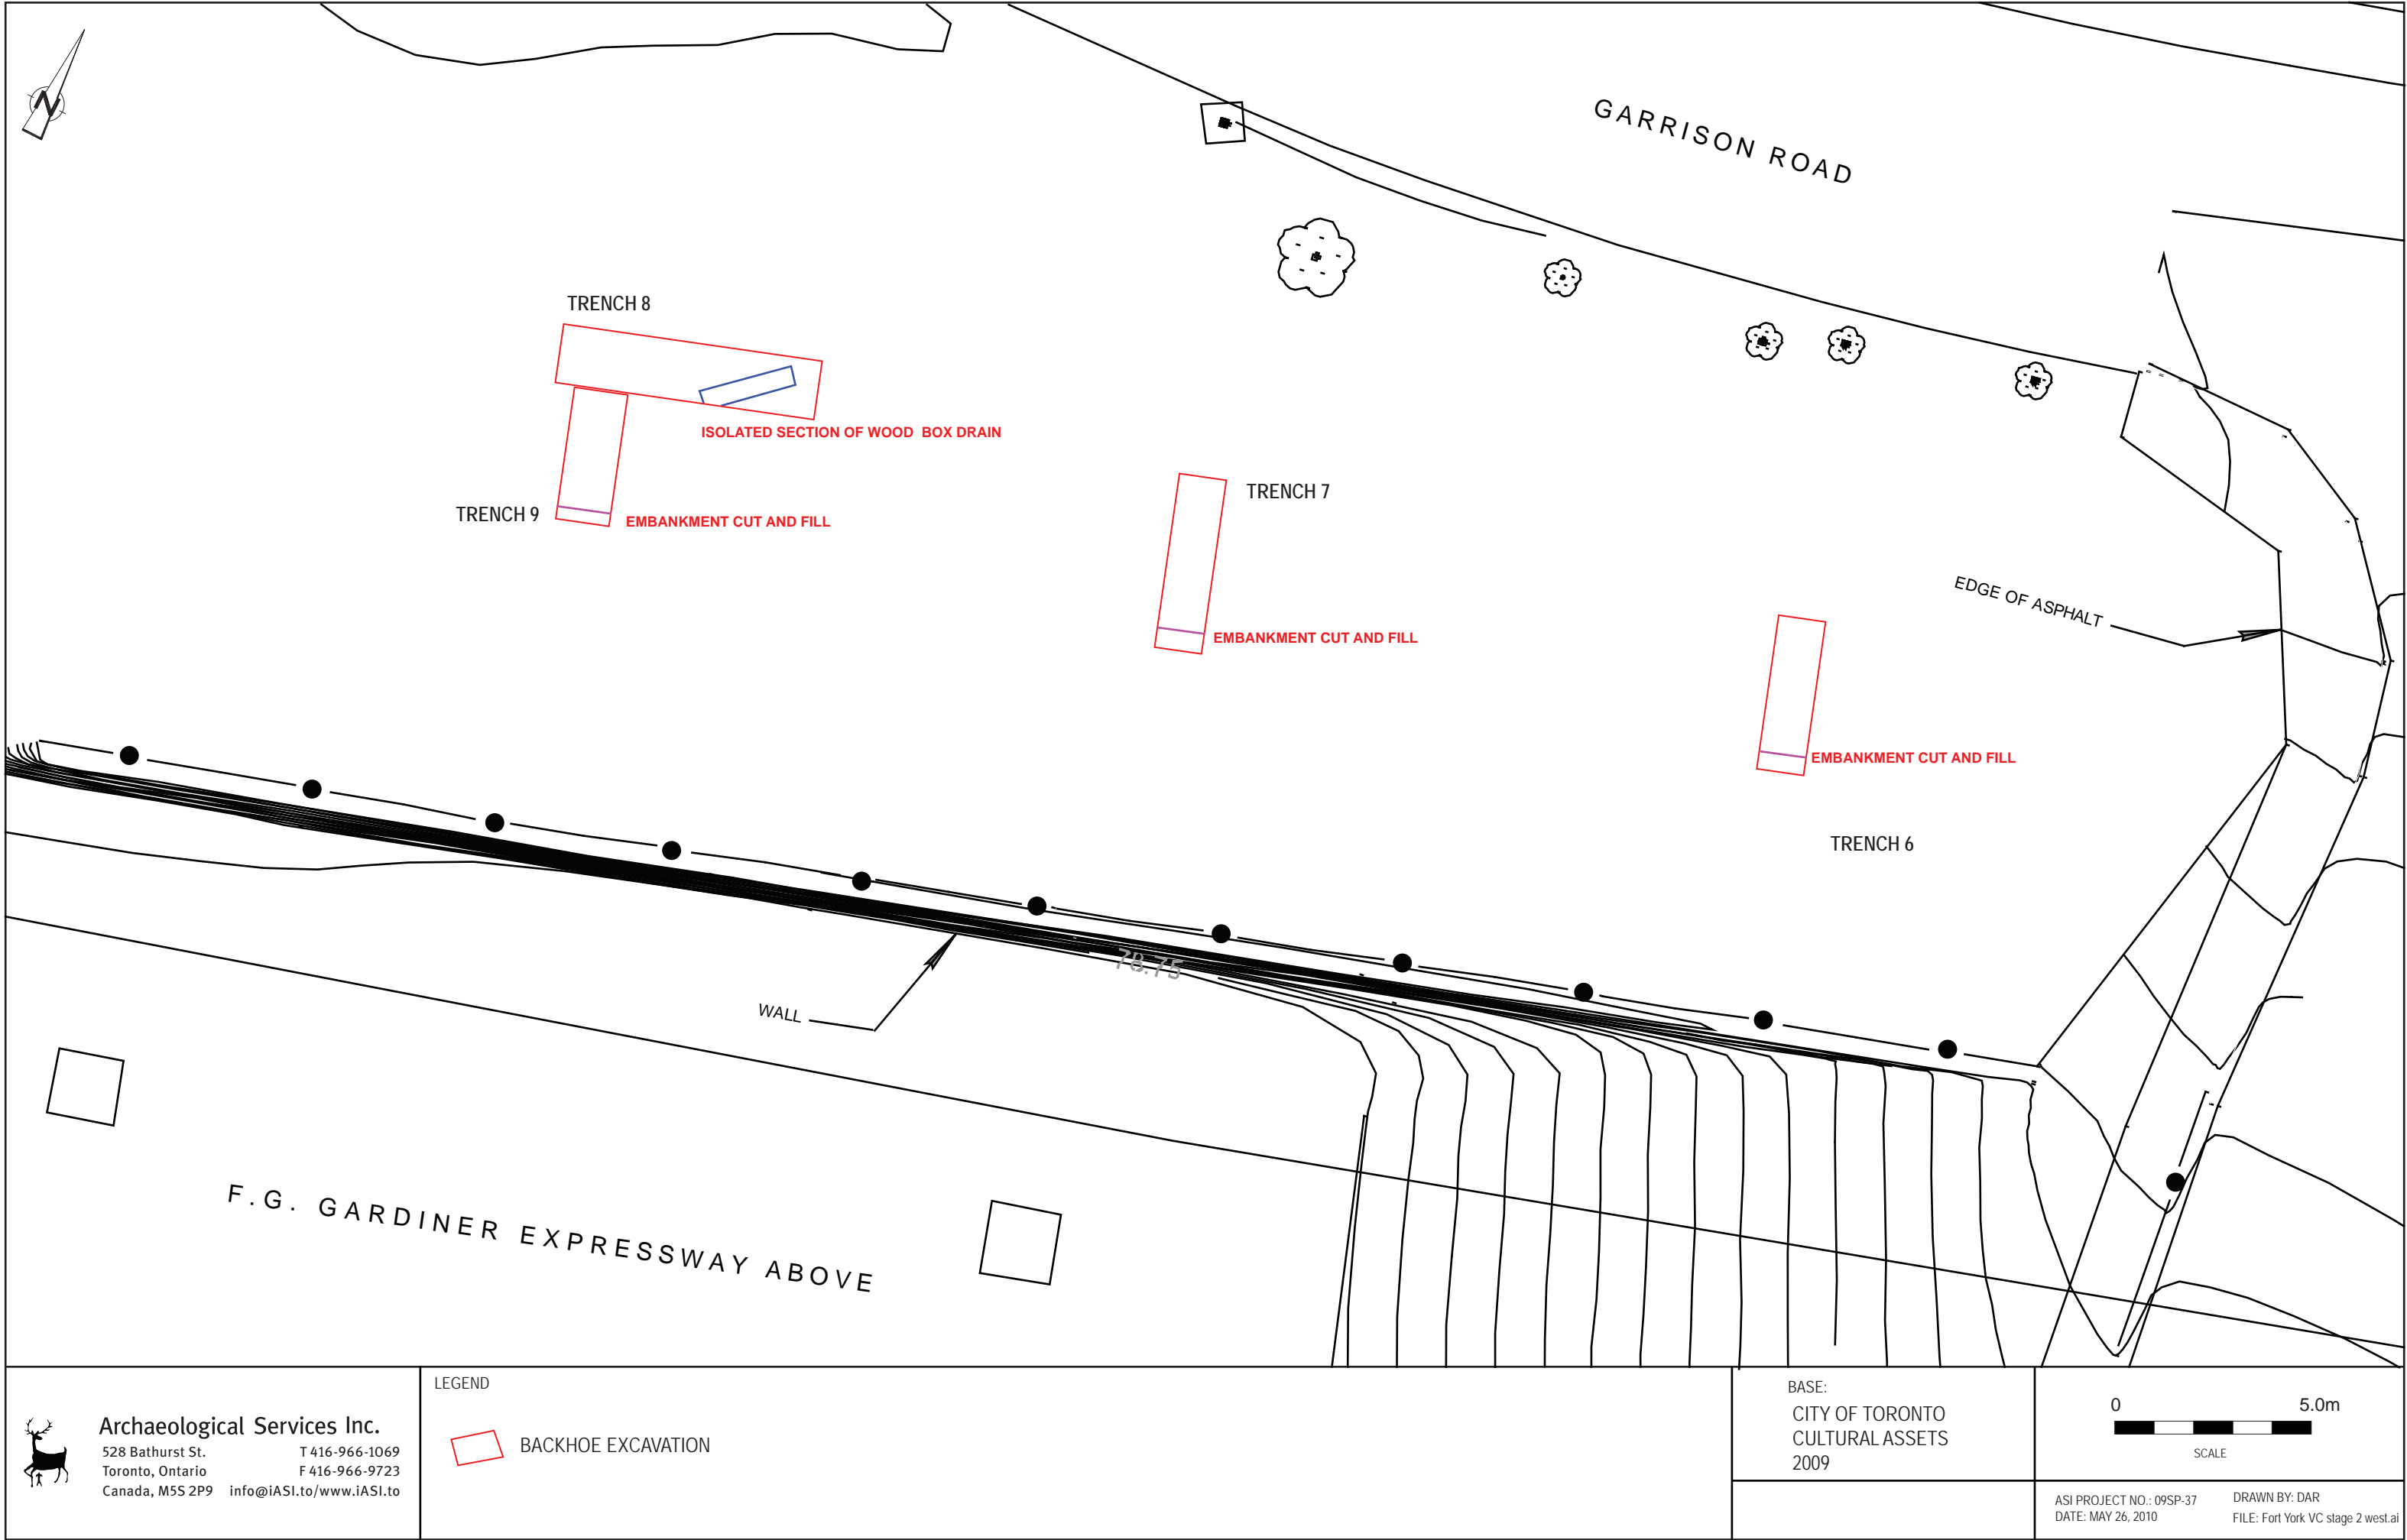 N
GARRISON ROAD
TRENCH 8
ISOLATED SECTION OF WOOD BOX DRAIN
TRENCH 7
TRENCH 9
EMBANKMENT CUT AND FILL
EMBANKMENT CUT AND FILL
EDGE OF ASPHALT
EMBANKMENT CUT AND FILL
TRENCH 6
78.75
WALL
F.G. GARDINER EXPRESSWAY ABOVE
Archaeological Services Inc.
528 Bathurst St. T 416-966-1069
Toronto, Ontario F 416-966-9723
Canada, M5S 2P9 info@iASI.to/www.iASI.to
LEGEND
BACKHOE EXCAVATION
BASE:
CITY OF TORONTO
CULTURAL ASSETS
2009
0 5.0m
SCALE
ASI PROJECT NO.: 09SP-37 DRAWN BY: DAR
DATE: MAY 26, 2010 FILE: Fort York VC stage 2 west.ai